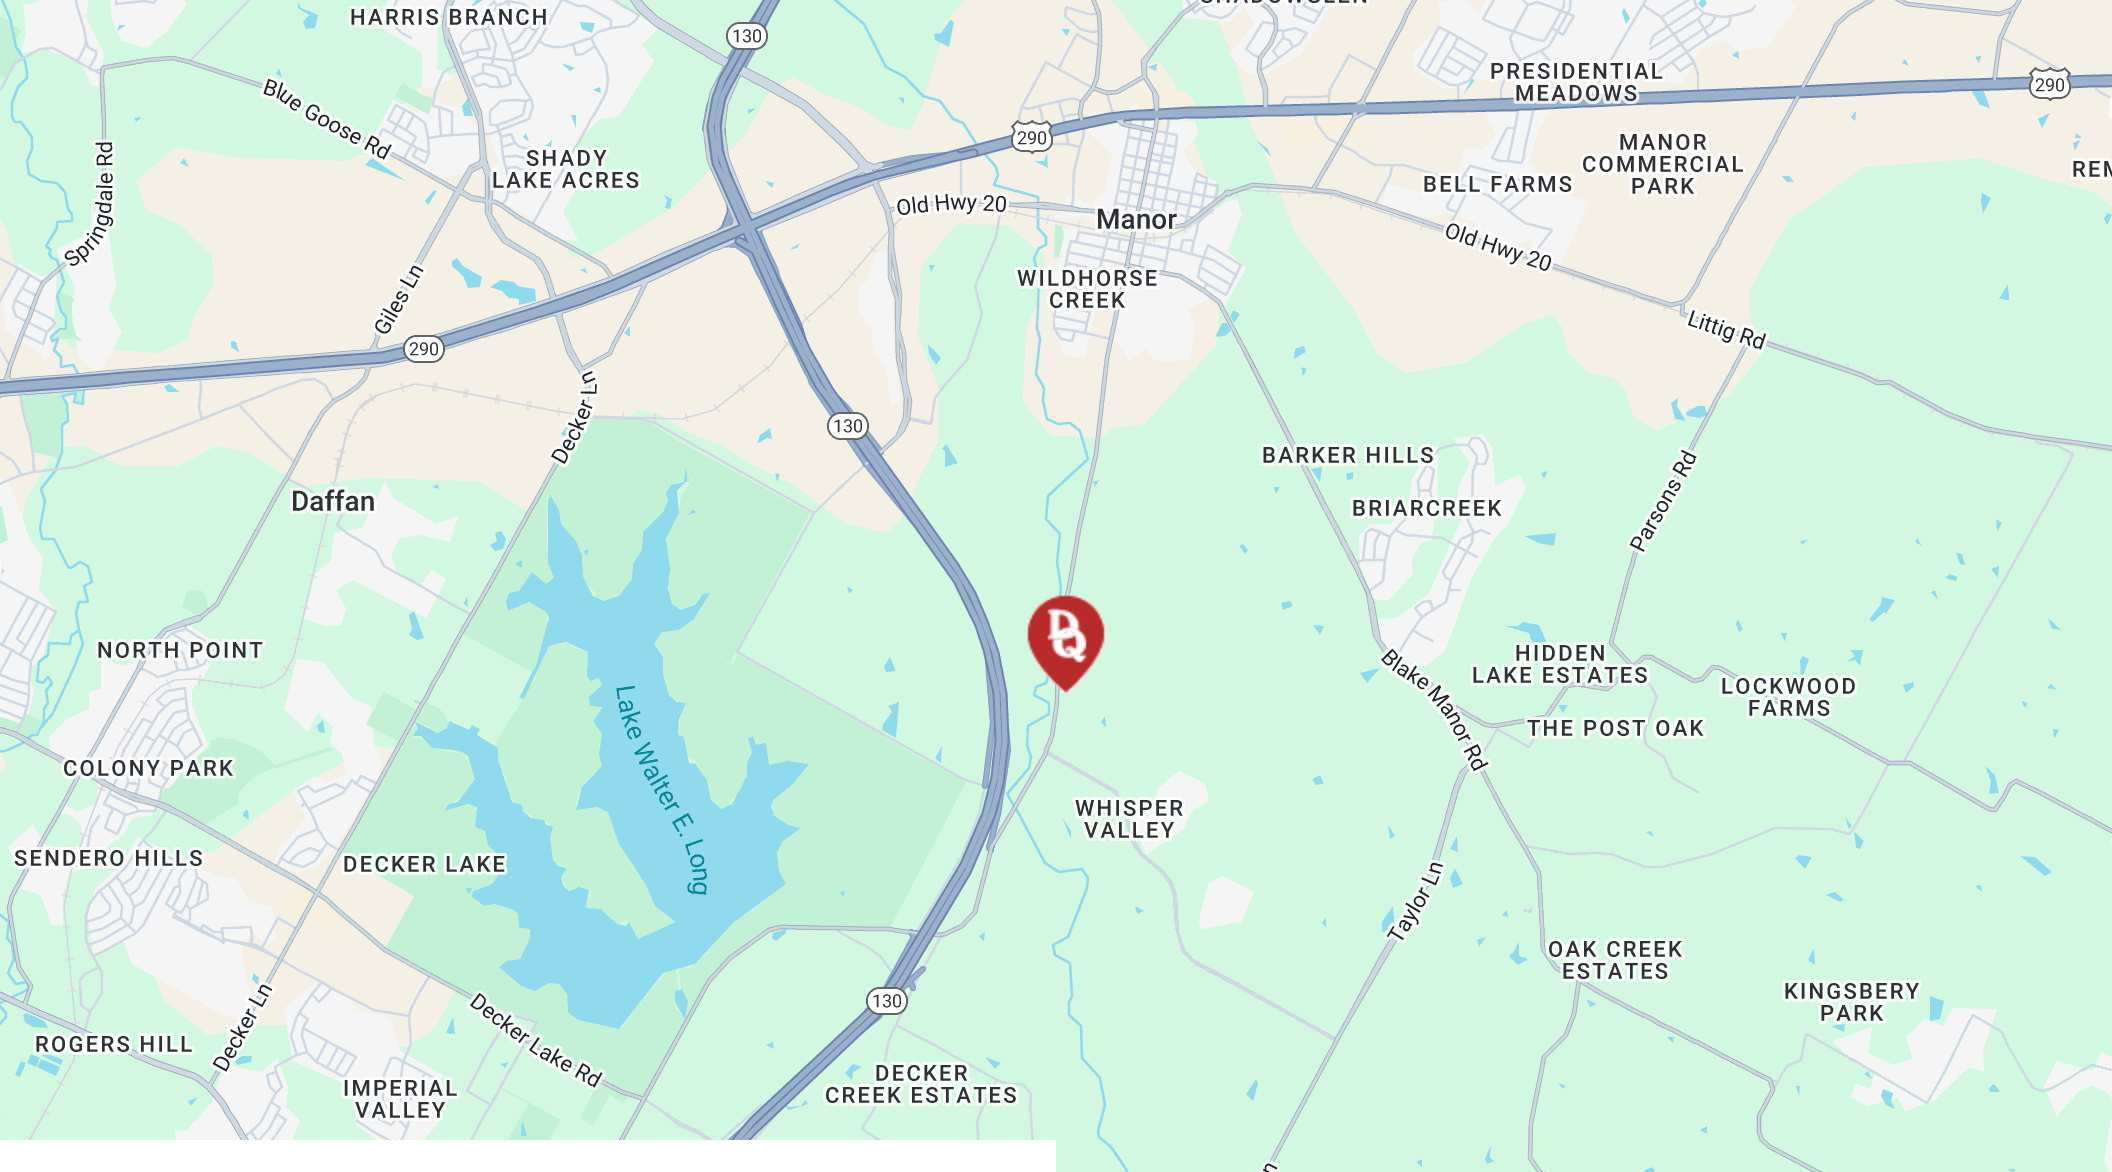 HARRIS BRANCH
130
290
PRESIDENTIAL
MEADOWS
Blue Goose Rd
290
MANOR
COMMERCIAL
PARK
SHADY
LAKE ACRES
BELL FARMS
Springdale Rd
Old Hwy 20
Manor
Old Hwy 20
WILDHORSE
CREEK
Giles Ln
Littig Rd
290
Decker Ln
130
BARKER HILLS
BRIARCREEK
Parsons Rd
Daffan
DQ
NORTH POINT
HIDDEN
LAKE ESTATES
Blake Manor Rd
LOCKWOOD
FARMS
THE POST OAK
Lake Walter E. Long
COLONY PARK
WHISPER
VALLEY
SENDERO HILLS
DECKER LAKE
Taylor Ln
OAK CREEK
ESTATES
KINGSBERY
PARK
130
Decker Ln
Decker Lake Rd
ROGERS HILL
IMPERIAL
VALLEY
DECKER
CREEK ESTATES